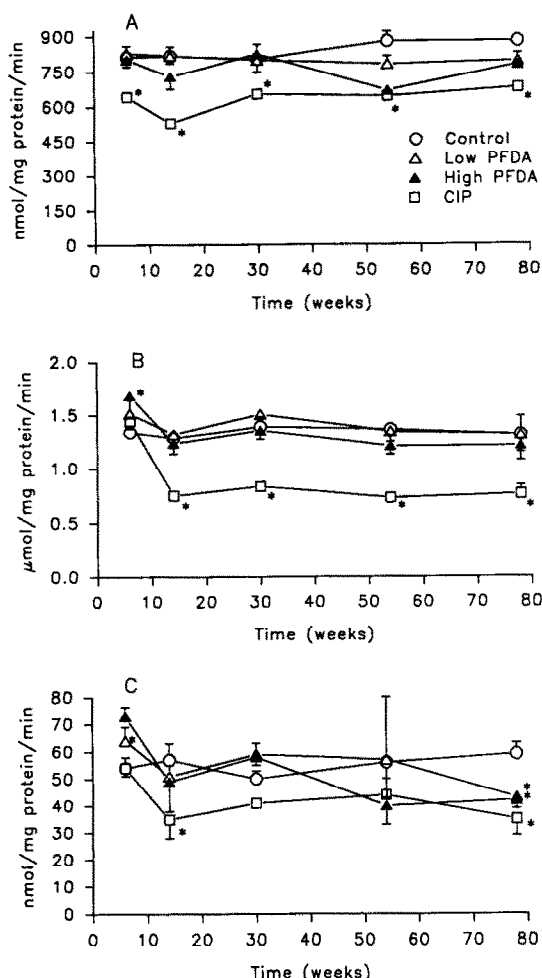 A
nmol/mg protein/min
900
750
600
450
300
150
0
* * * * *
○ Control
△ Low PFDA
▲ High PFDA
□ CIP
0 10 20 30 40 50 60 70 80
Time (weeks)
B
μmol/mg protein/min
2.0
1.5
1.0
0.5
0.0
* * * * *
0 10 20 30 40 50 60 70 80
Time (weeks)
C
nmol/mg protein/min
80
70
60
50
40
30
20
10
0
* * * * *
0 10 20 30 40 50 60 70 80
Time (weeks)